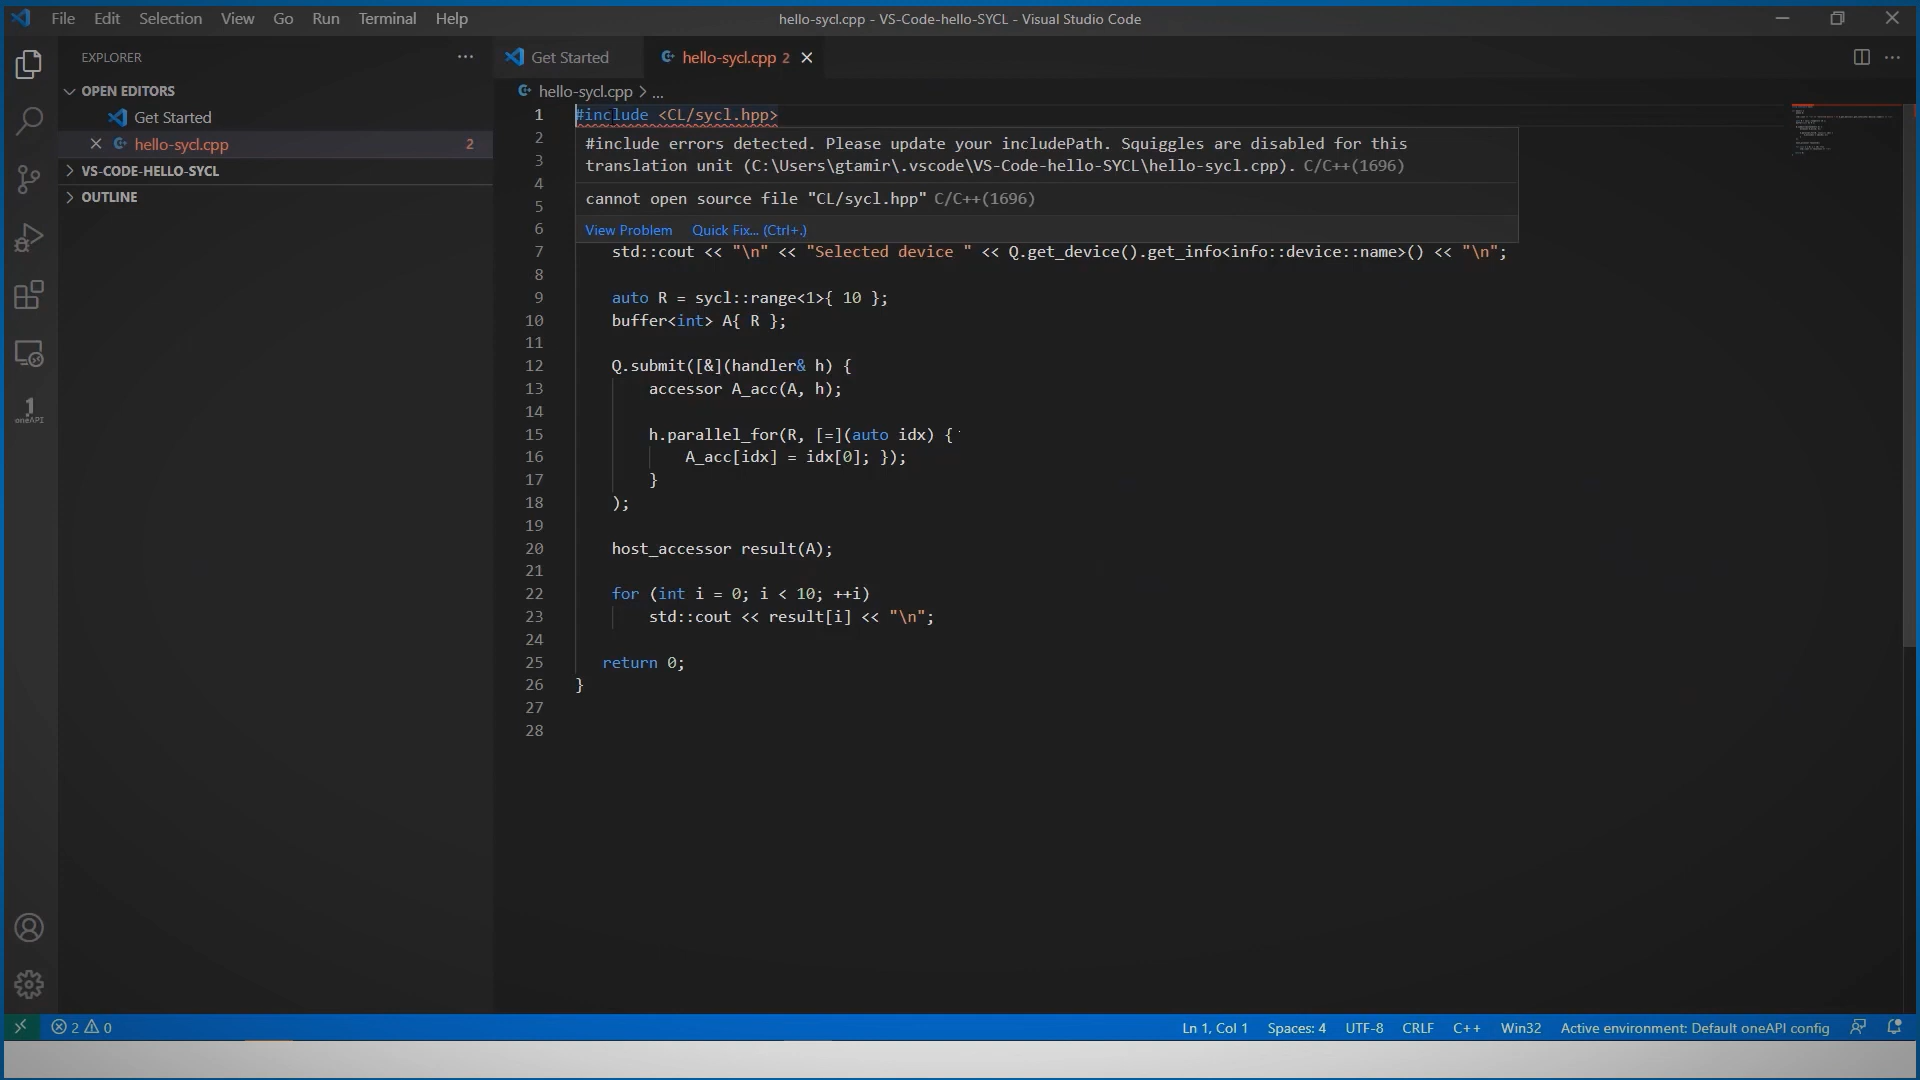 File Edit Selection View Go Run Terminal Help
hello-sycl.cpp - VS-Code-hello-SYCL - Visual Studio Code
EXPLORER
OPEN EDITORS
Get Started
hello-sycl.cpp 2
VS-CODE-HELLO-SYCL
OUTLINE
oneAPI
Get Started hello-sycl.cpp 2
hello-sycl.cpp > ...
1 #include <CL/sycl.hpp>
2
3
4
5
6
#include errors detected. Please update your includePath. Squiggles are disabled for this
translation unit (C:\Users\gtamir\.vscode\VS-Code-hello-SYCL\hello-sycl.cpp). C/C++(1696)
cannot open source file "CL/sycl.hpp" C/C++(1696)
View Problem Quick Fix... (Ctrl+.)
7 std::cout << "\n" << "Selected device " << Q.get_device().get_info<info::device::name>() << "\n";
8
9 auto R = sycl::range<1>{ 10 };
10 buffer<int> A{ R };
11
12 Q.submit([&](handler& h) {
13 accessor A_acc(A, h);
14
15 h.parallel_for(R, [=](auto idx) {
16 A_acc[idx] = idx[0]; });
17 }
18 );
19
20 host_accessor result(A);
21
22 for (int i = 0; i < 10; ++i)
23 std::cout << result[i] << "\n";
24
25 return 0;
26 }
27
28
2 0
Ln 1, Col 1 Spaces: 4 UTF-8 CRLF C++ Win32 Active environment: Default oneAPI config